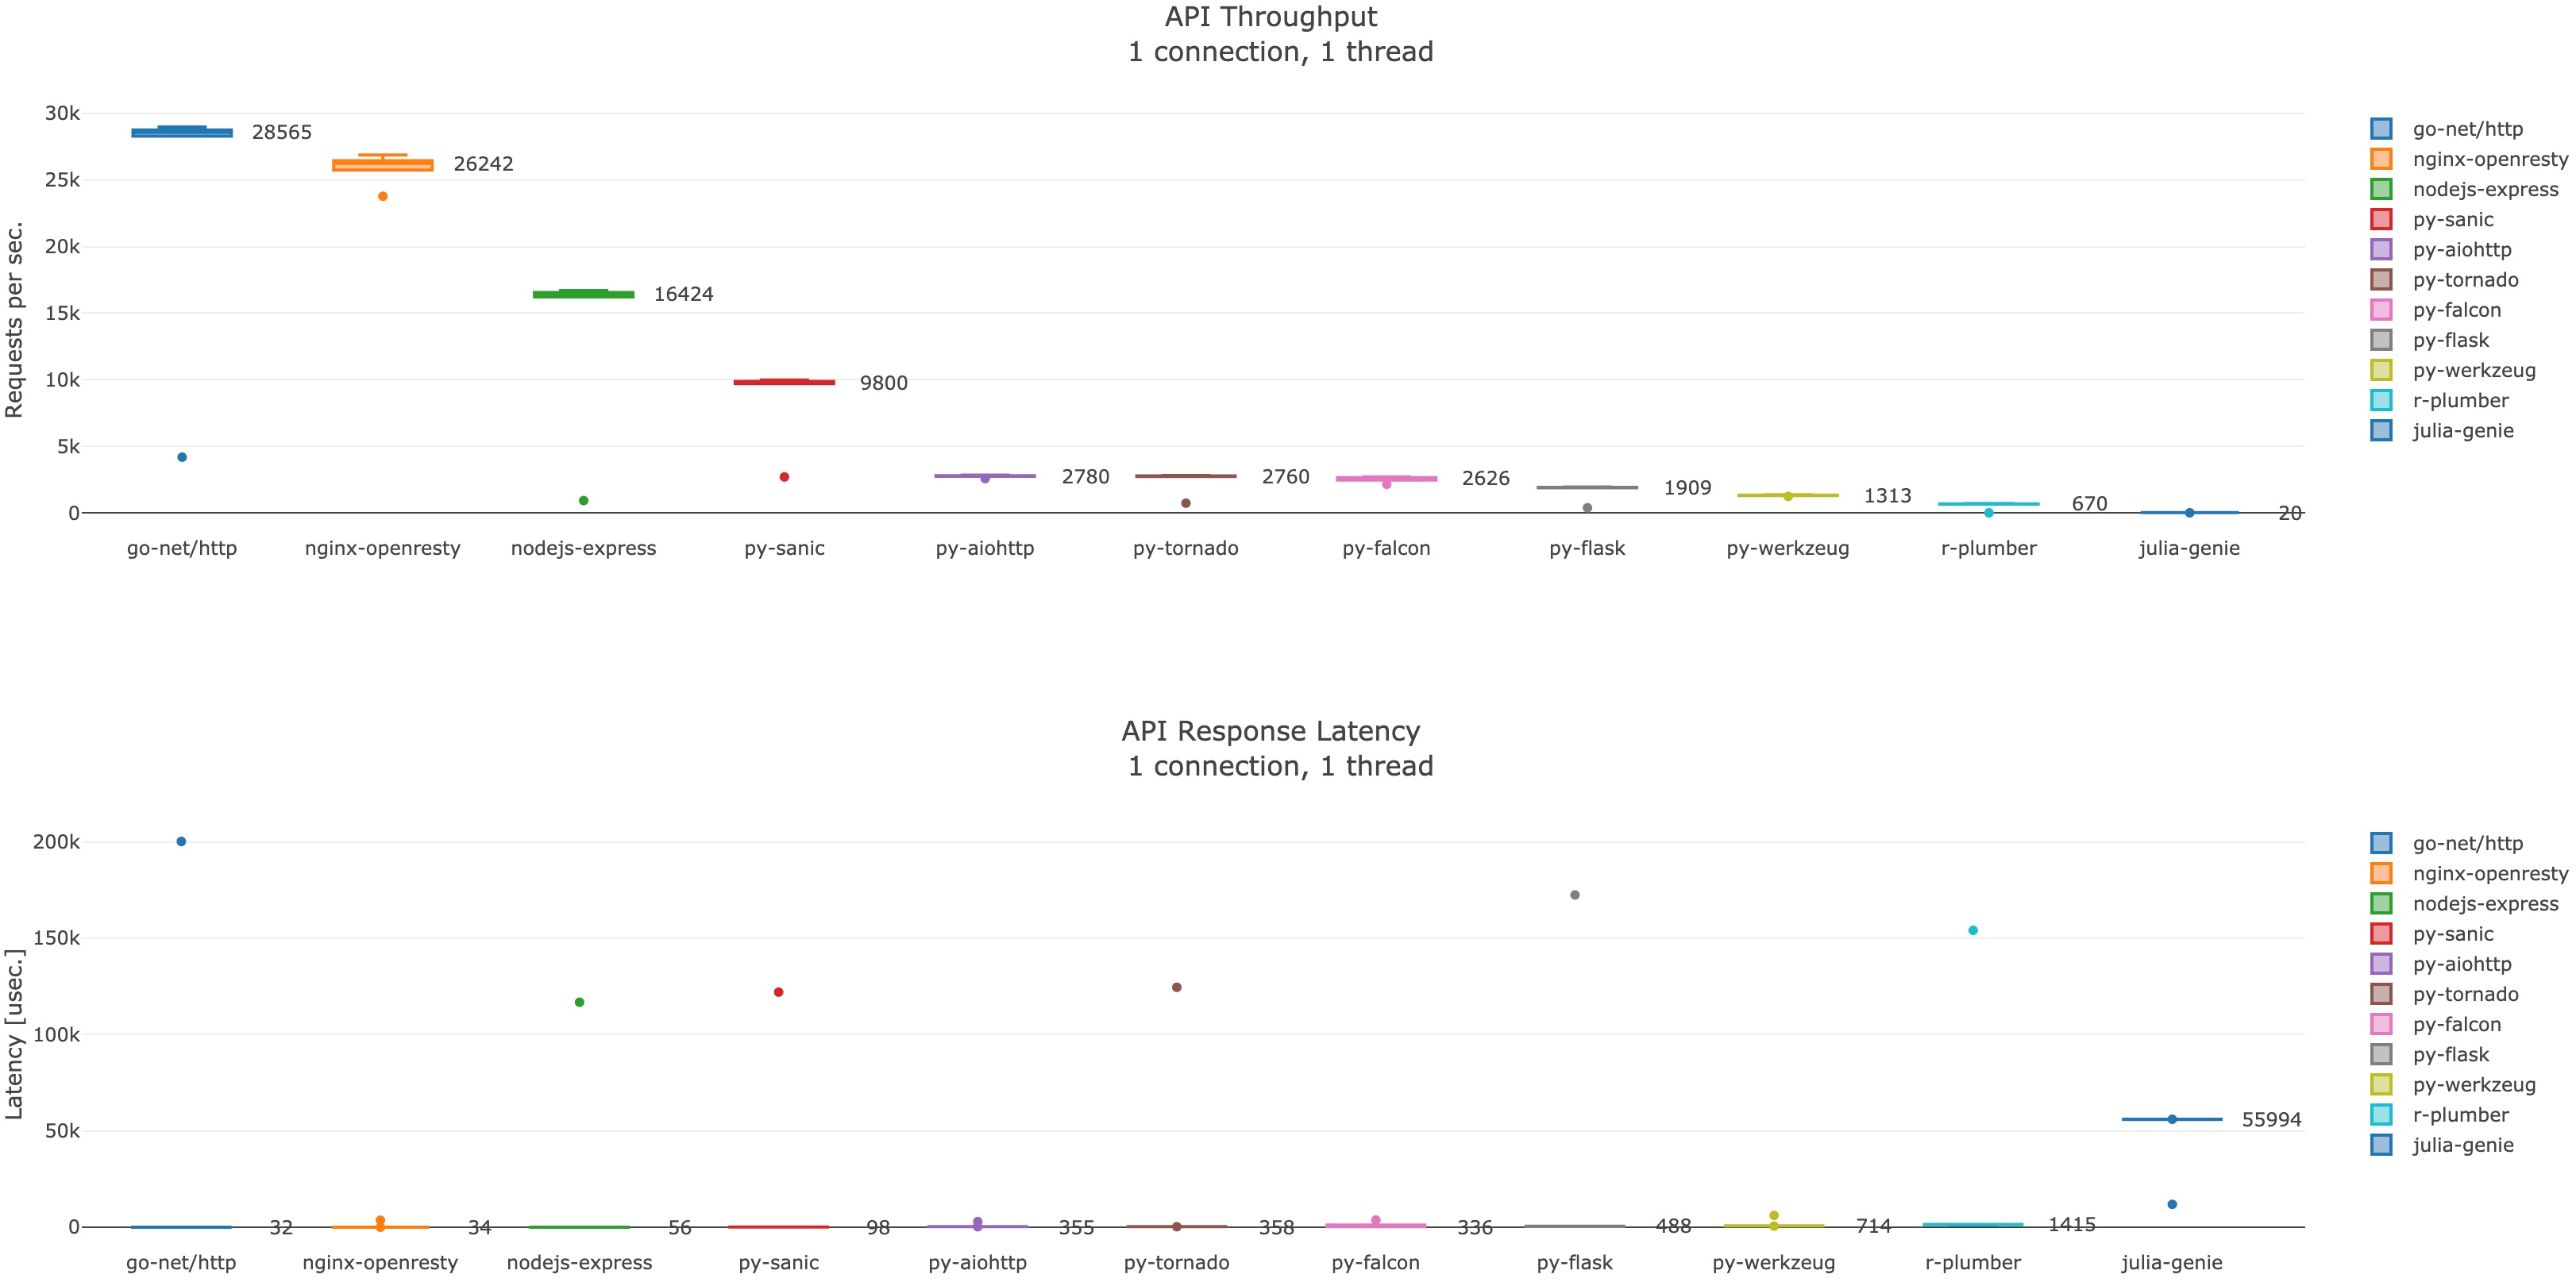 API Throughput
1 connection, 1 thread
Requests per sec.
30k
25k
20k
15k
10k
5k
0
28565
26242
16424
9800
2780
2760
2626
1909
1313
670
20
go-net/http
nginx-openresty
nodejs-express
py-sanic
py-aiohttp
py-tornado
py-falcon
py-flask
py-werkzeug
r-plumber
julia-genie
go-net/http
nginx-openresty
nodejs-express
py-sanic
py-aiohttp
py-tornado
py-falcon
py-flask
py-werkzeug
r-plumber
julia-genie
API Response Latency
1 connection, 1 thread
Latency [usec.]
200k
150k
100k
50k
0
32
34
56
98
355
358
336
488
714
1415
55994
go-net/http
nginx-openresty
nodejs-express
py-sanic
py-aiohttp
py-tornado
py-falcon
py-flask
py-werkzeug
r-plumber
julia-genie
go-net/http
nginx-openresty
nodejs-express
py-sanic
py-aiohttp
py-tornado
py-falcon
py-flask
py-werkzeug
r-plumber
julia-genie